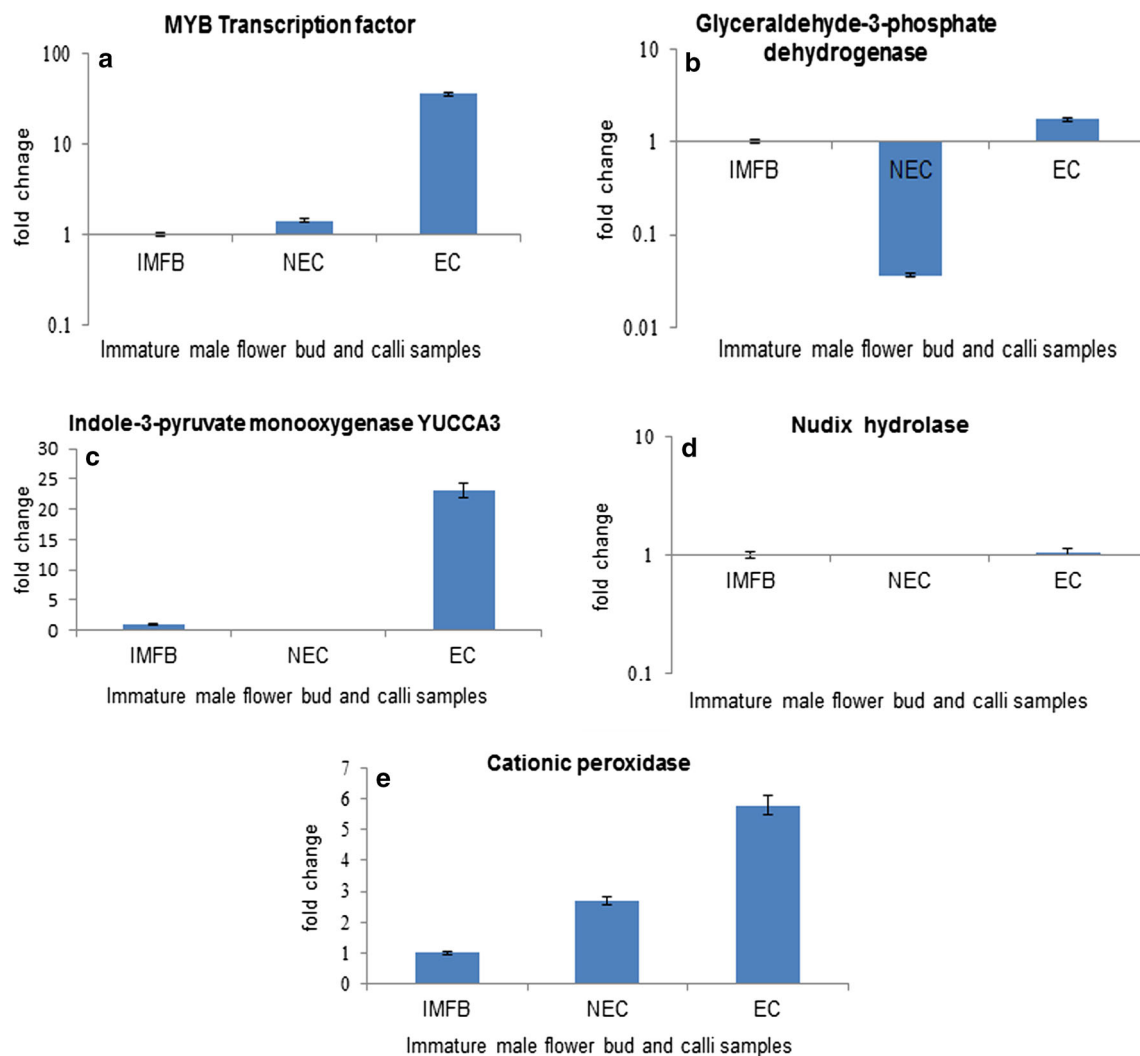 MYB Transcription factor
a
100
10
1
0.1
fold chnage
IMFB NEC EC
Immature male flower bud and calli samples
Glyceraldehyde-3-phosphate
dehydrogenase
b
10
1
0.1
0.01
fold change
IMFB NEC EC
Immature male flower bud and calli samples
Indole-3-pyruvate monooxygenase YUCCA3
c
30
25
20
15
10
5
0
fold change
IMFB NEC EC
Immature male flower bud and calli samples
Nudix hydrolase
d
10
1
0.1
fold change
IMFB NEC EC
Immature male flower bud and calli samples
Cationic peroxidase
e
7
6
5
4
3
2
1
0
fold change
IMFB NEC EC
Immature male flower bud and calli samples